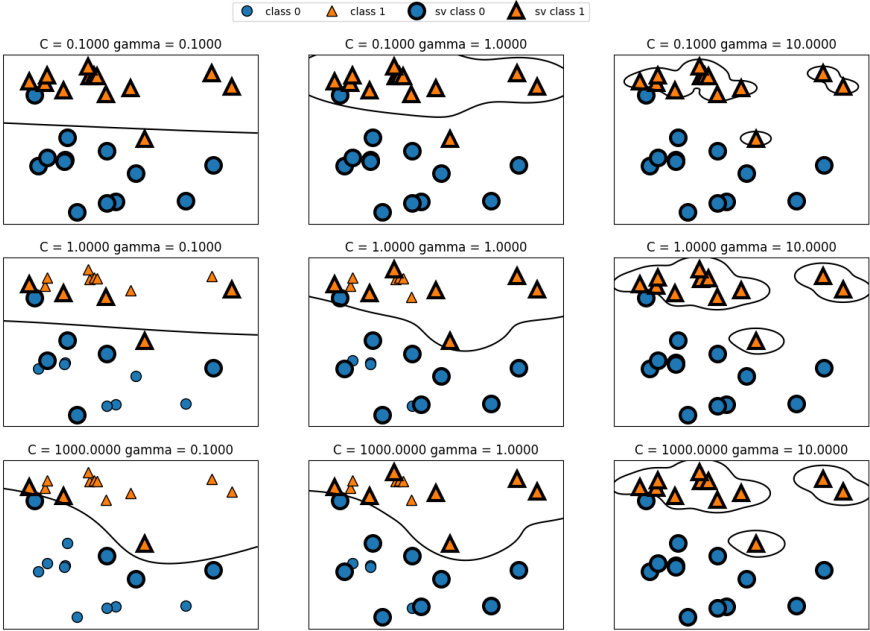 class 0 class 1 sv class 0 sv class 1
C = 0.1000 gamma = 0.1000
C = 0.1000 gamma = 1.0000
C = 0.1000 gamma = 10.0000
C = 1.0000 gamma = 0.1000
C = 1.0000 gamma = 1.0000
C = 1.0000 gamma = 10.0000
C = 1000.0000 gamma = 0.1000
C = 1000.0000 gamma = 1.0000
C = 1000.0000 gamma = 10.0000